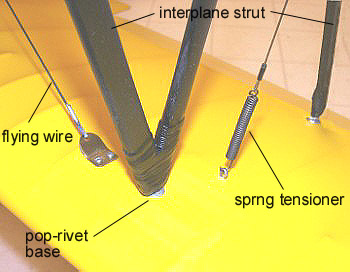 interplane strut
flying wire
sprng tensioner
pop-rivet
base